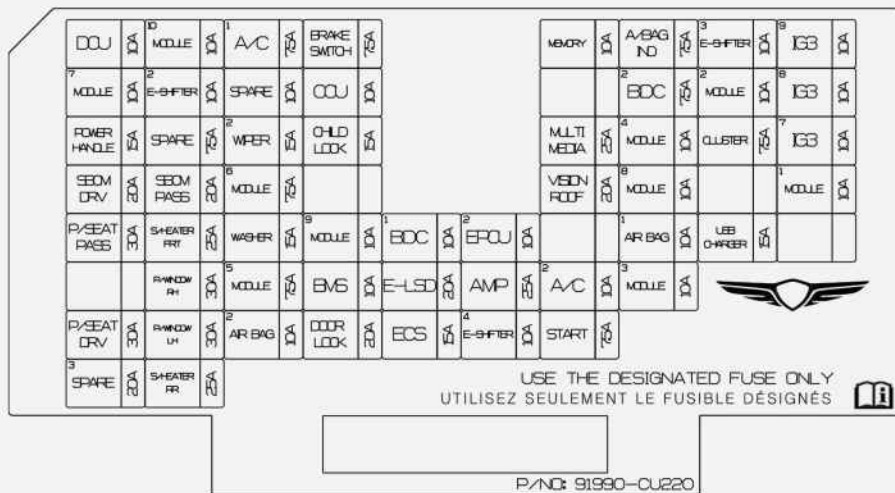 DCU 10A 10 MODULE 10A 1 A/C 7.5A BRAKE SWITCH 7.5A MEMORY 10A A/BAG IND 7.5A 3 E-SHIFTER 10A 9 IG3 10A
7 MODULE 10A 2 E-SHIFTER 10A SPARE 10A CCU 10A 2 BDC 7.5A 2 MODULE 10A 8 IG3 10A
POWER HANDLE 15A SPARE 7.5A 2 WIPER 15A CHILD LOCK 15A MULTI MEDIA 25A 4 MODULE 10A CLUSTER 7.5A 7 IG3 10A
SBCM DRV 20A SBCM PASS 20A 6 MODULE 7.5A VISION ROOF 20A 8 MODULE 10A 1 MODULE 10A
P/SEAT PASS 30A S/HEATER FRT 25A WASHER 15A 9 MODULE 10A 1 BDC 10A 2 EPCU 10A 1 AIR BAG 10A USB CHARGER 15A
P/WINDOW RH 30A 5 MODULE 7.5A BMS 10A E-LSD 20A AMP 25A 2 A/C 10A 3 MODULE 10A
P/SEAT DRV 30A P/WINDOW LH 30A 2 AIR BAG 10A DOOR LOCK 20A ECS 15A 4 E-SHIFTER 10A START 7.5A
3 SPARE 20A S/HEATER RR 25A
USE THE DESIGNATED FUSE ONLY
UTILISEZ SEULEMENT LE FUSIBLE DÉSIGNÉS
P/NO: 91990-CU220